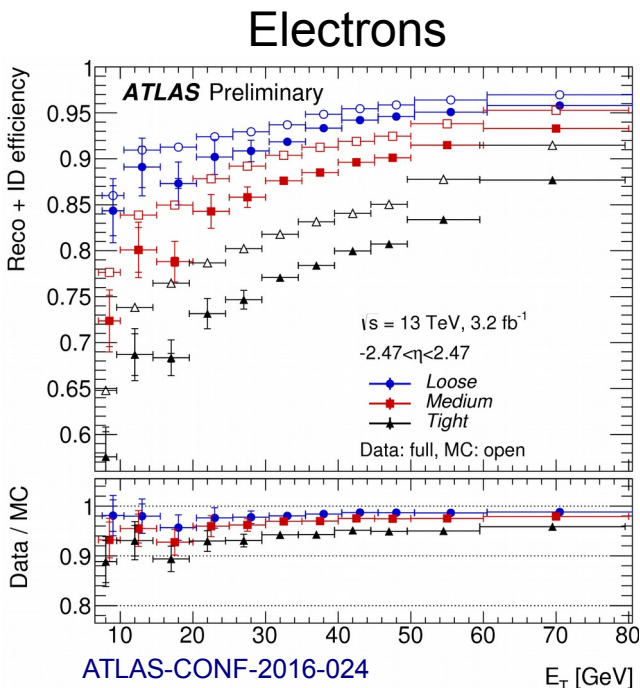 Electrons
Reco + ID efficiency
1
0.95
0.9
0.85
0.8
0.75
0.7
0.65
0.6
ATLAS Preliminary
√s = 13 TeV, 3.2 fb⁻¹
-2.47<η<2.47
Loose
Medium
Tight
Data: full, MC: open
Data / MC
1
0.9
0.8
10 20 30 40 50 60 70 80
ATLAS-CONF-2016-024
E_T [GeV]